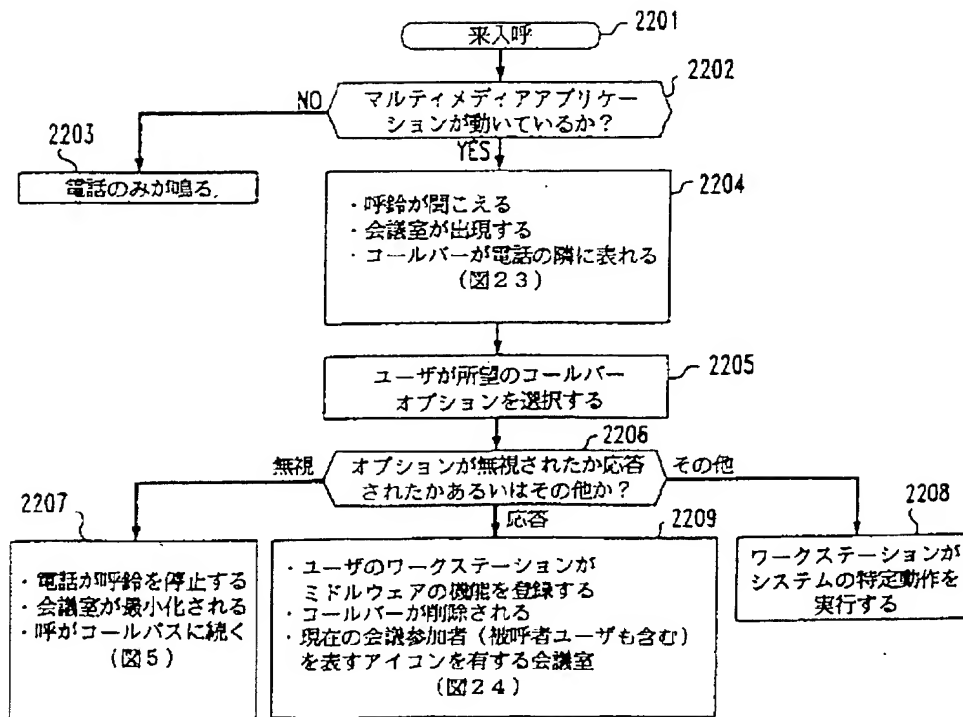 来入呼
2201
2202
マルティメディアアプリケー
ションが動いているか?
NO
YES
2203
電話のみが鳴る
2204
・呼鈴が聞こえる
・会議室が出現する
・コールバーが電話の隣に表れる
(図23)
2205
ユーザが所望のコールバー
オプションを選択する
2206
オプションが無視されたか応答
されたかあるいはその他か?
無視
その他
応答
2207
・電話が呼鈴を停止する
・会議室が最小化される
・呼がコールパスに続く
(図5)
2209
・ユーザのワークステーションが
ミドルウェアの機能を登録する
・コールバーが削除される
・現在の会議参加者(被呼者ユーザも含む)
を表すアイコンを有する会議室
(図24)
2208
ワークステーションが
システムの特定動作を
実行する